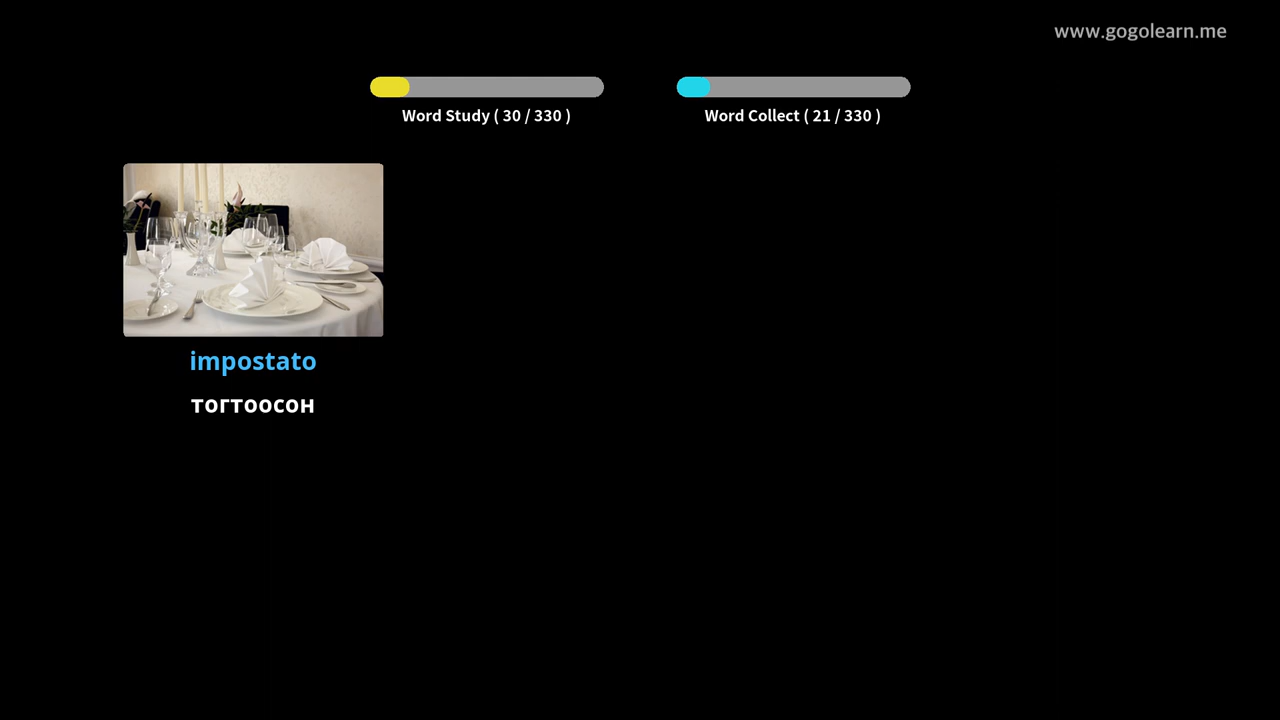 www.gogolearn.me
Word Study ( 30 / 330 )
Word Collect ( 21 / 330 )
impostato
тогтоосон